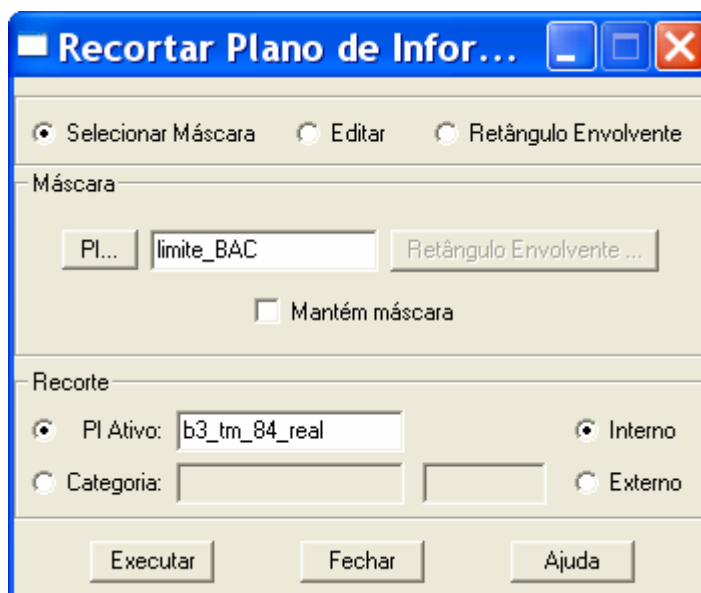 Recortar Plano de Infor...
Selecionar Máscara Editar Retângulo Envolvente
Máscara
PI... limite_BAC Retângulo Envolvente ...
Mantém máscara
Recorte
PI Ativo: b3_tm_84_real Interno
Categoria: Externo
Executar Fechar Ajuda